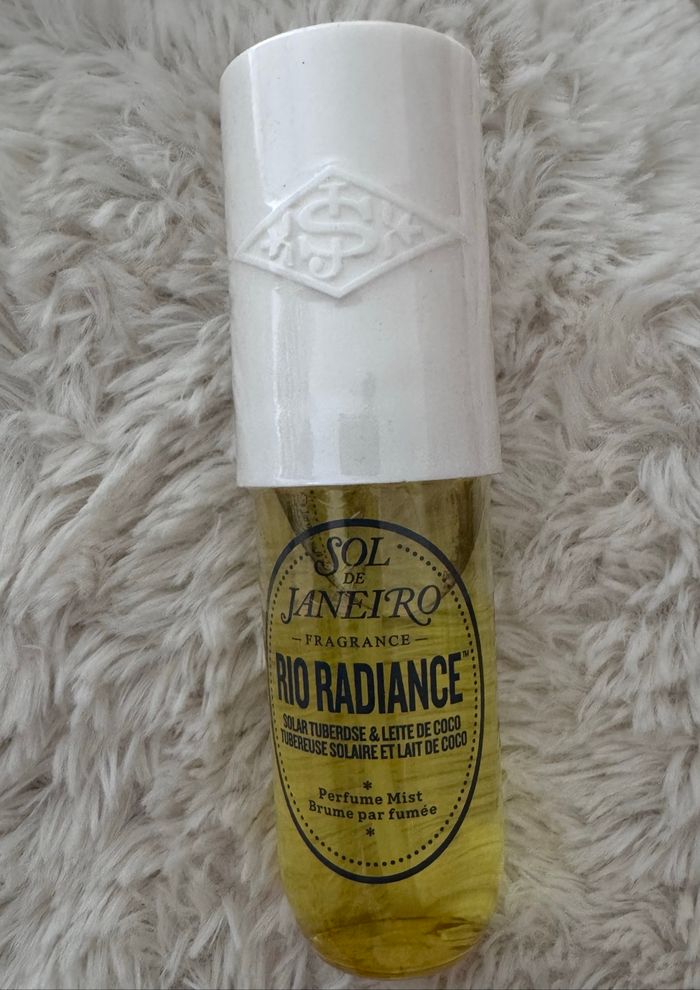 SJ
SOL
DE
JANEIRO
FRAGRANCE
RIO RADIANCE™
SOLAR TUBERDSE & LEITE DE COCO
TUBEREUSE SOLAIRE ET LAIT DE COCO
*
Perfume Mist
Brume par fumée
*